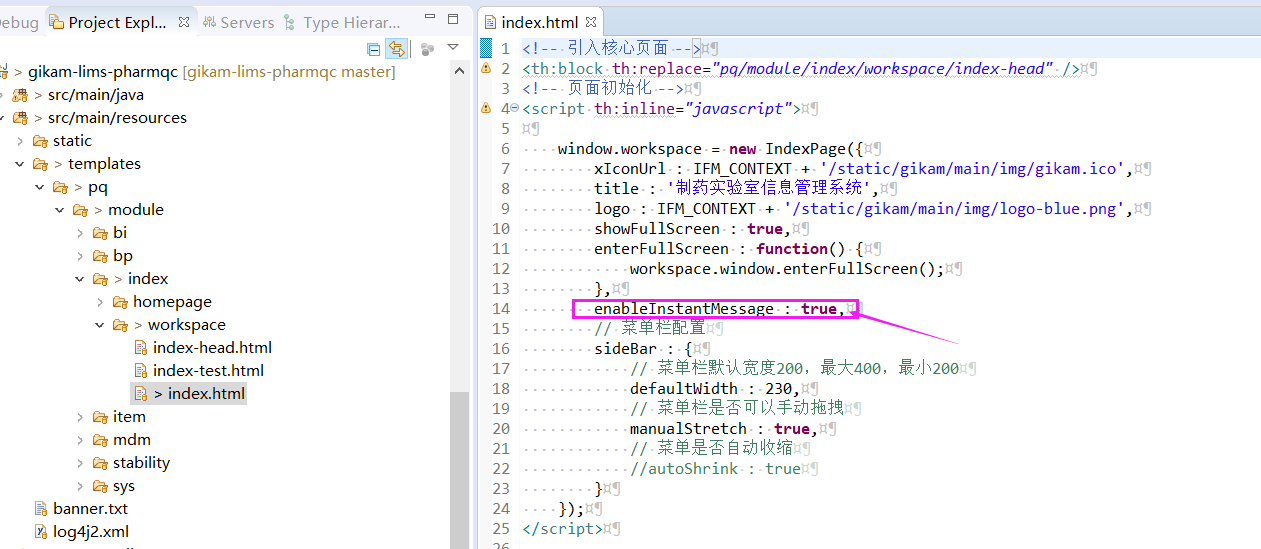 ebug Project Expl... Servers Type Hierar...
> gikam-lims-pharmqc [gikam-lims-pharmqc master]
> src/main/java
> src/main/resources
static
> templates
> pq
> module
bi
bp
> index
homepage
> workspace
index-head.html
index-test.html
> index.html
item
mdm
stability
sys
banner.txt
log4j2.xml
index.html
1 <!-- 引入核心页面 -->¤¶
2 <th:block th:replace="pq/module/index/workspace/index-head" />¤¶
3 <!-- 页面初始化 -->¤¶
4 <script th:inline="javascript">¤¶
5 ¤¶
6 ····window.workspace·=·new·IndexPage({¤¶
7 ········xIconUrl·:·IFM_CONTEXT·+·'/static/gikam/main/img/gikam.ico',¤¶
8 ········title·:·'制药实验室信息管理系统',¤¶
9 ········logo·:·IFM_CONTEXT·+·'/static/gikam/main/img/logo-blue.png',¤¶
10 ········showFullScreen·:·true,¤¶
11 ········enterFullScreen·:·function()·{¤¶
12 ············workspace.window.enterFullScreen();¤¶
13 ········},¤¶
14 ········enableInstantMessage·:·true,¤¶
15 ········//·菜单栏配置¤¶
16 ········sideBar·:·{¤¶
17 ············//·菜单栏默认宽度200，最大400，最小200¤¶
18 ············defaultWidth·:·230,¤¶
19 ············//·菜单栏是否可以手动拖拽¤¶
20 ············manualStretch·:·true,¤¶
21 ············//·菜单是否自动收缩¤¶
22 ············//autoShrink·:·true¤¶
23 ········}¤¶
24 ····});¤¶
25 </script>¤¶
26